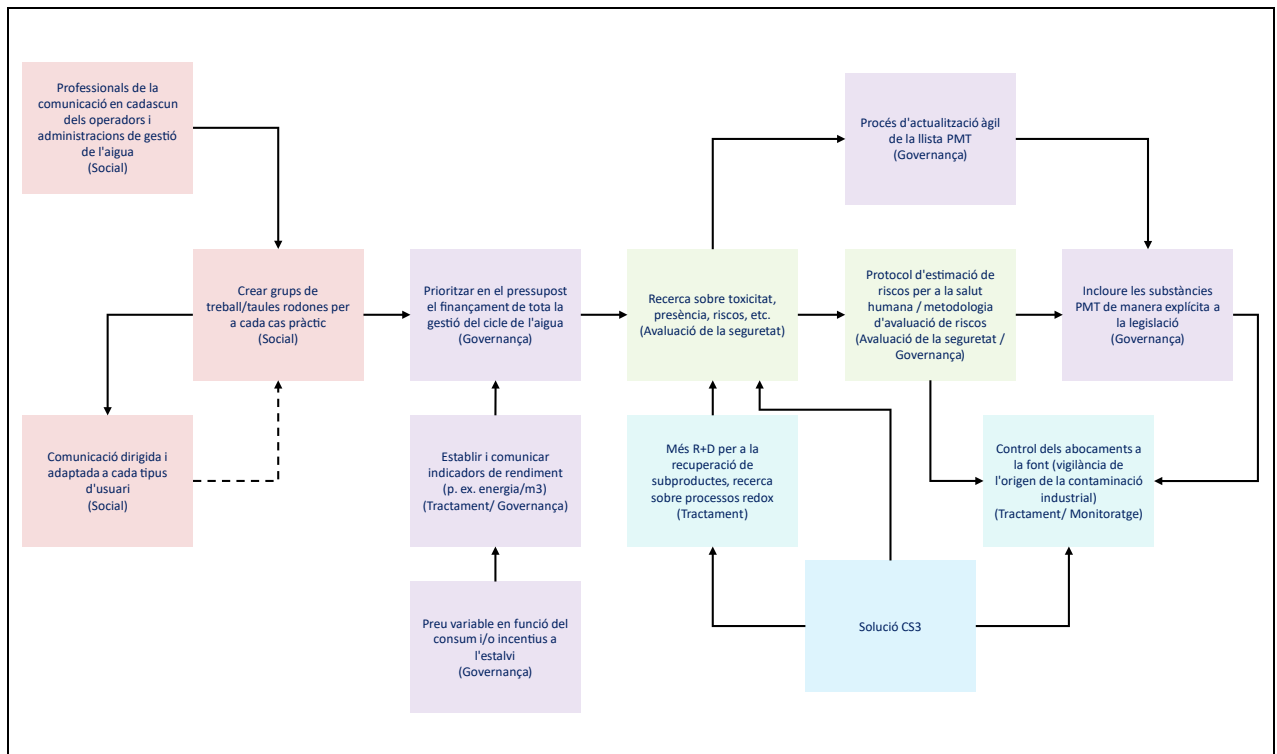 Professionals de la
comunicació en cadascun
dels operadors i
administracions de gestió
de l'aigua
(Social)
Procés d'actualització àgil
de la llista PMT
(Governança)
Crear grups de
treball/taules rodones per
a cada cas pràctic
(Social)
Prioritzar en el pressupost
el finançament de tota la
gestió del cicle de l'aigua
(Governança)
Recerca sobre toxicitat,
presència, riscos, etc.
(Avaluació de la seguretat)
Protocol d'estimació de
riscos per a la salut
humana / metodologia
d'avaluació de riscos
(Avaluació de la seguretat /
Governança)
Incloure les substàncies
PMT de manera explícita a
la legislació
(Governança)
Comunicació dirigida i
adaptada a cada tipus
d'usuari
(Social)
Establir i comunicar
indicadors de rendiment
(p. ex. energia/m3)
(Tractament/ Governança)
Més R+D per a la
recuperació de
subproductes, recerca
sobre processos redox
(Tractament)
Control dels abocaments a
la font (vigilància de
l'origen de la contaminació
industrial)
(Tractament/ Monitoratge)
Preu variable en funció del
consum i/o incentius a
l'estalvi
(Governança)
Solució CS3